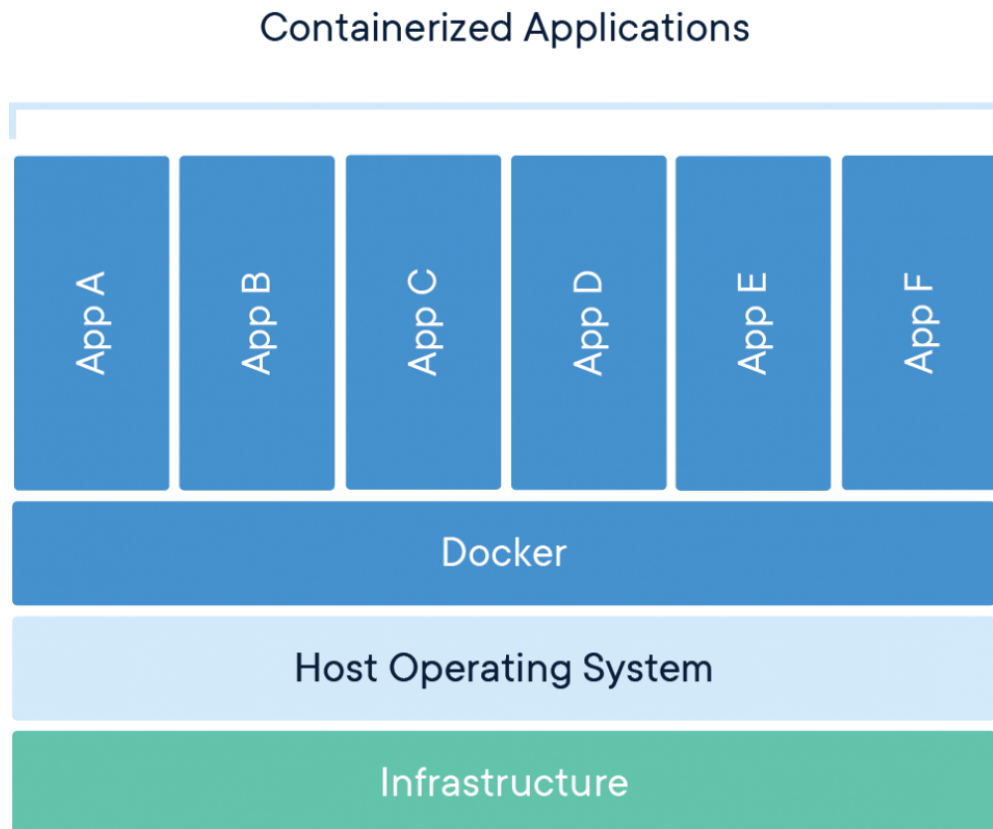 Containerized Applications
App A
App B
App C
App D
App E
App F
Docker
Host Operating System
Infrastructure